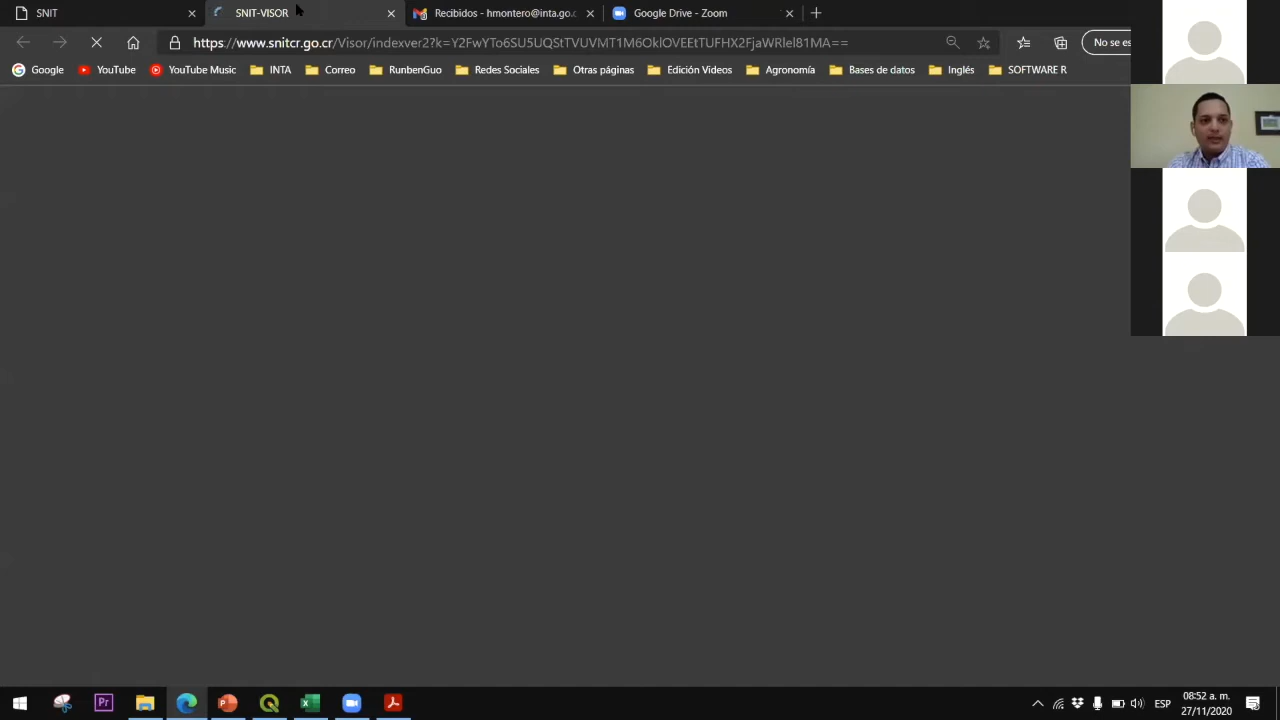 SNIT
SNIT-VISOR
Recibidos - hmontero@inta.go.c
Google Drive - Zoom
https://www.snitcr.go.cr/Visor/indexver2?k=Y2FwYTo6SU5UQStTVUVMT1M6OklOVEEtTUFHX2FjaWRlel81MA==
No se es
Google
YouTube
YouTube Music
INTA
Correo
RunbenGuo
Redes Sociales
Otras páginas
Edición Videos
Agronomía
Bases de datos
Inglés
SOFTWARE R
Pr
ESP
08:52 a. m.
27/11/2020